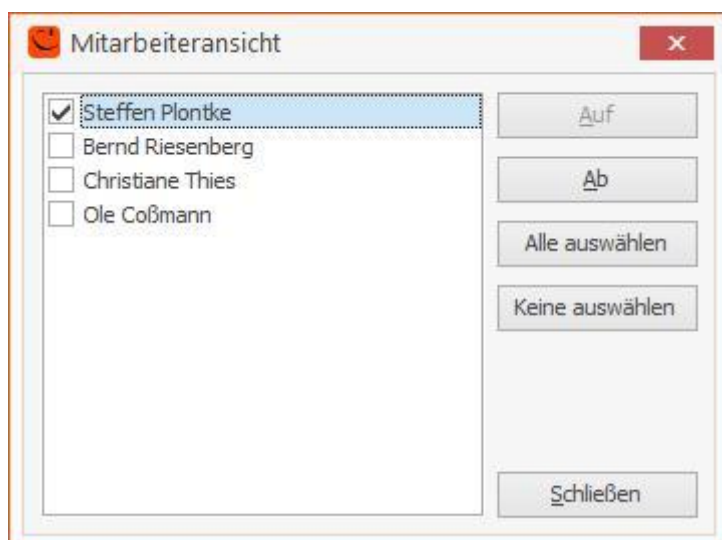 Mitarbeiteransicht
Steffen Plontke
Bernd Riesenberg
Christiane Thies
Ole Coßmann
Auf
Ab
Alle auswählen
Keine auswählen
Schließen